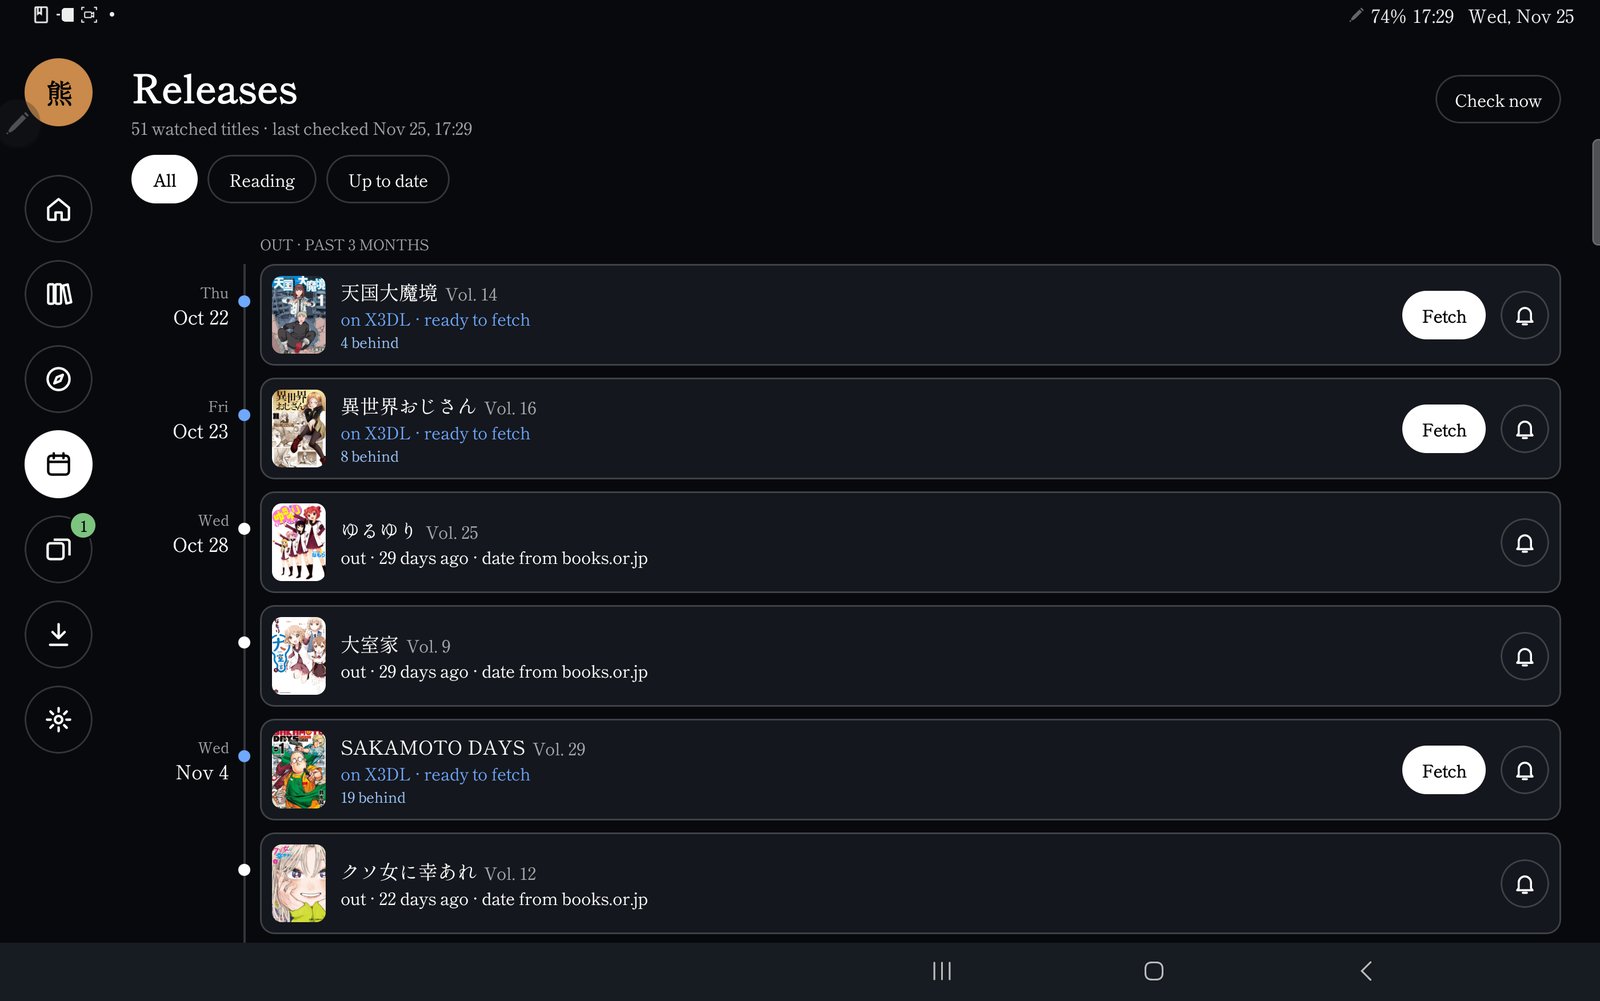 74% 17:29 Wed, Nov 25
熊
Releases
51 watched titles · last checked Nov 25, 17:29
Check now
All
Reading
Up to date
OUT · PAST 3 MONTHS
Thu
Oct 22
天国大魔境 Vol. 14
on X3DL · ready to fetch
4 behind
Fetch
Fri
Oct 23
異世界おじさん Vol. 16
on X3DL · ready to fetch
8 behind
Fetch
Wed
Oct 28
ゆるゆり Vol. 25
out · 29 days ago · date from books.or.jp
1
大室家 Vol. 9
out · 29 days ago · date from books.or.jp
Wed
Nov 4
SAKAMOTO DAYS Vol. 29
on X3DL · ready to fetch
19 behind
Fetch
クソ女に幸あれ Vol. 12
out · 22 days ago · date from books.or.jp